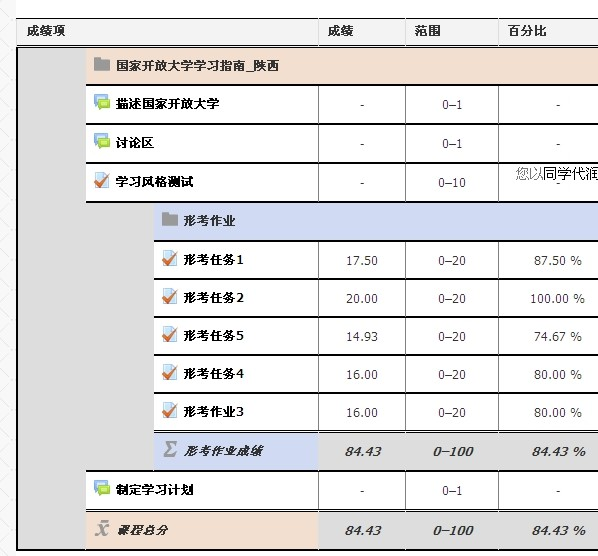 成绩项 成绩 范围 百分比
国家开放大学学习指南_陕西
描述国家开放大学 - 0–1 -
讨论区 - 0–1 -
您以同学代润
学习风格测试 - 0–10 -
形考作业
形考任务1 17.50 0–20 87.50 %
形考任务2 20.00 0–20 100.00 %
形考任务5 14.93 0–20 74.67 %
形考任务4 16.00 0–20 80.00 %
形考作业3 16.00 0–20 80.00 %
Σ 形考作业成绩 84.43 0–100 84.43 %
制定学习计划 - 0–1 -
x̄ 课程总分 84.43 0–100 84.43 %